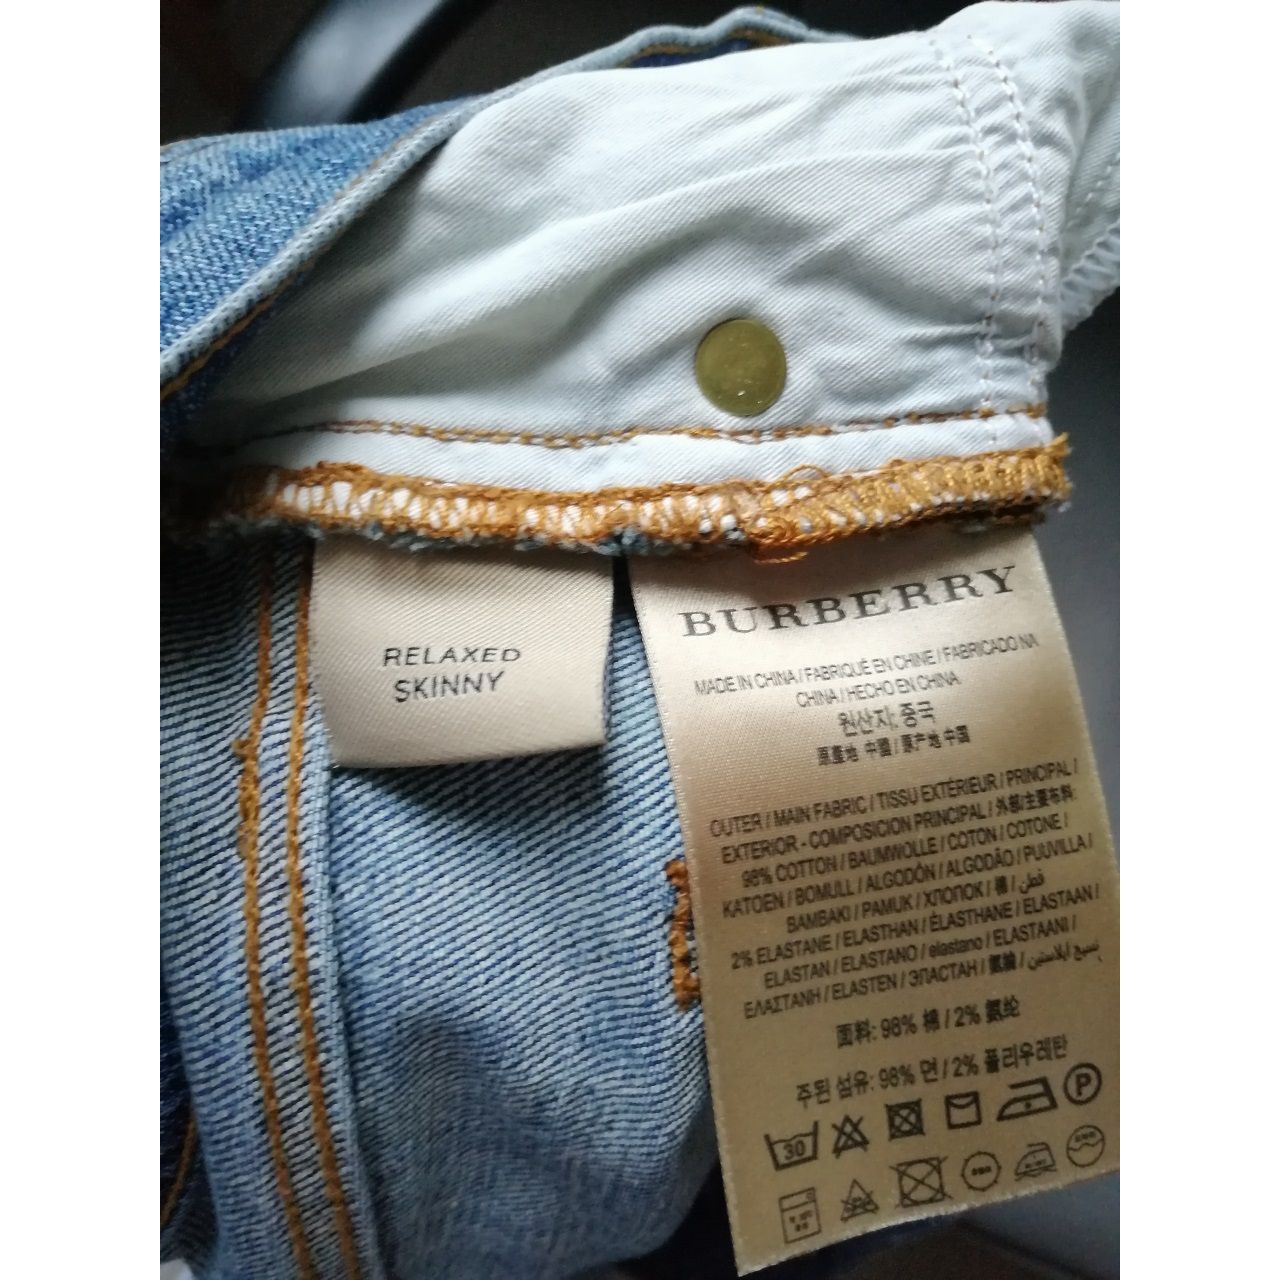 RELAXED
SKINNY
BURBERRY
MADE IN CHINA / FABRIQUÉ EN CHINE / FABRICADO NA
CHINA / HECHO EN CHINA
원산지: 중국
原產地 中國 / 原产地 中国
OUTER / MAIN FABRIC / TISSU EXTÉRIEUR / PRINCIPAL /
EXTERIOR - COMPOSICION PRINCIPAL / 外部/主要布料:
98% COTTON / BAUMWOLLE / COTON / COTONE /
KATOEN / BOMULL / ALGODÓN / ALGODÃO / PUUVILLA /
BAMBAKI / PAMUK / ХЛОПОК / 棉 / قطن /
2% ELASTANE / ELASTHAN / ÉLASTHANE / ELASTAAN /
ELASTAN / ELASTANO / elastano / ELASTAANI /
ΕΛΑΣΤΑΝΗ / ELASTEN / ЭЛАСТАН / 氨綸 / نسيج ايلاستين
面料: 98% 棉 / 2% 氨纶
주된 섬유: 98% 면 / 2% 폴리우레탄
30 P